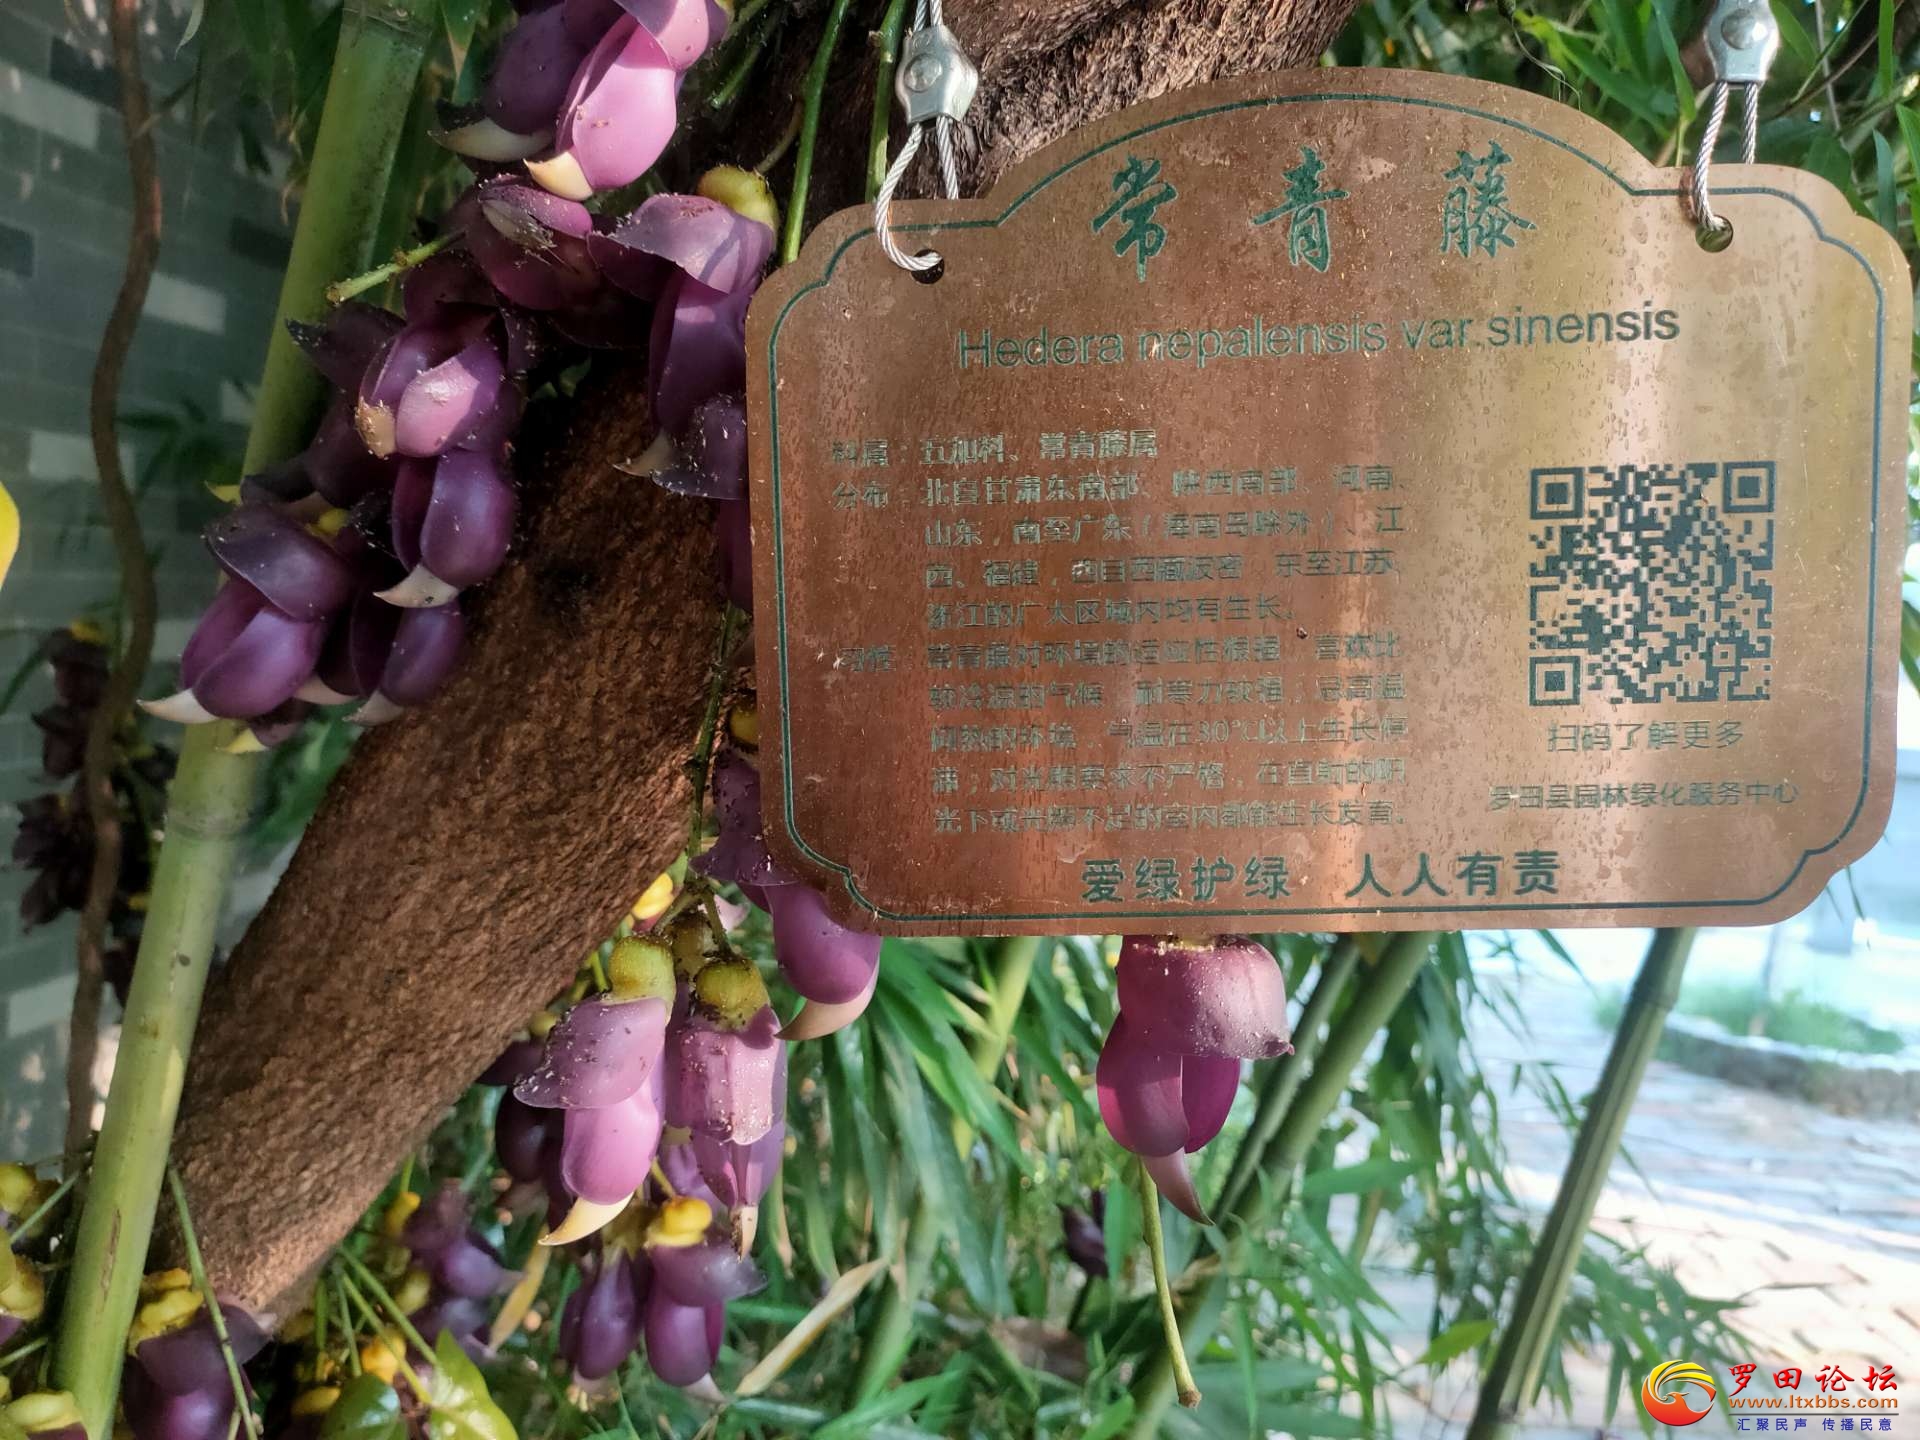 常青藤
Hedera nepalensis var.sinensis
科属：五加科、常青藤属
分布：北自甘肃东南部、陕西南部、河南、
山东，南至广东（海南岛除外）、江
西、福建，西自西藏波密，东至江苏、
浙江的广大区域内均有生长。
习性：常青藤对环境的适应性很强，喜欢比
较冷凉的气候，耐寒力较强，忌高温
闷热的环境，气温在30℃以上生长停
滞；对光照要求不严格，在直射的阳
光下或光照不足的室内都能生长发育。
扫码了解更多
罗田县园林绿化服务中心
爱绿护绿 人人有责
罗田论坛
www.ltxbbs.com
汇聚民声 传播民意